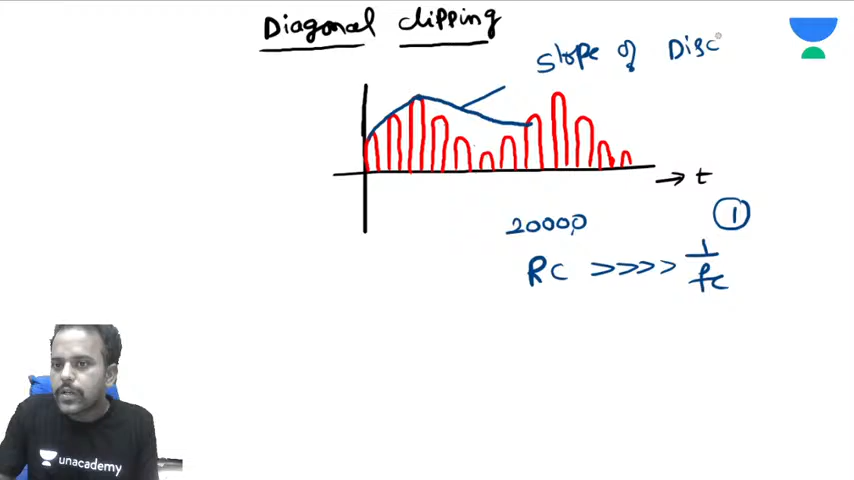 Diagonal clipping
Slope of Disc
t
20000
1
RC >>>> 1/fc
unacademy